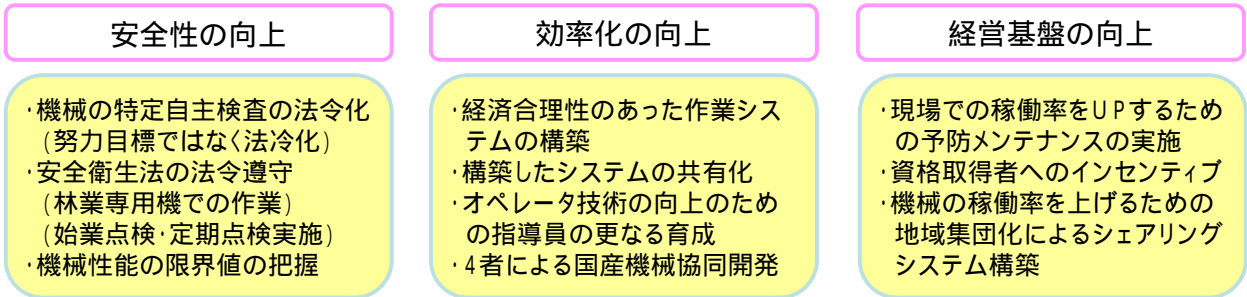 安全性の向上
・機械の特定自主検査の法令化
(努力目標ではなく法冷化)
・安全衛生法の法令遵守
(林業専用機での作業)
(始業点検・定期点検実施)
・機械性能の限界値の把握
効率化の向上
・経済合理性のあった作業シス
テムの構築
・構築したシステムの共有化
・オペレータ技術の向上のため
の指導員の更なる育成
・4者による国産機械協同開発
経営基盤の向上
・現場での稼働率をUPするため
の予防メンテナンスの実施
・資格取得者へのインセンティブ
・機械の稼働率を上げるための
地域集団化によるシェアリング
システム構築